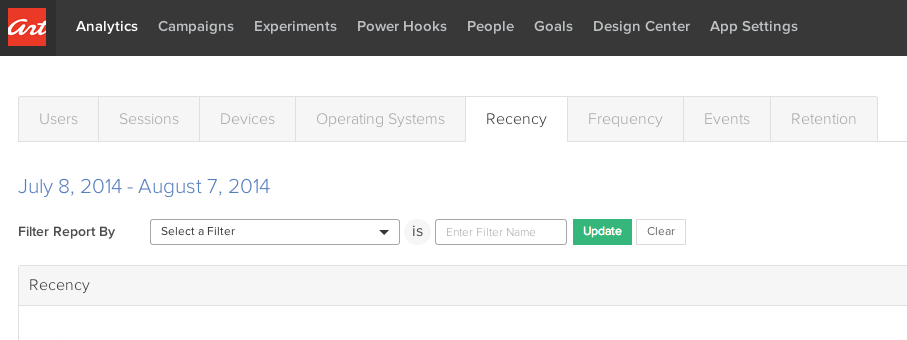 Art Analytics Campaigns Experiments Power Hooks People Goals Design Center App Settings
Users Sessions Devices Operating Systems Recency Frequency Events Retention
July 8, 2014 - August 7, 2014
Filter Report By Select a Filter is Enter Filter Name Update Clear
Recency